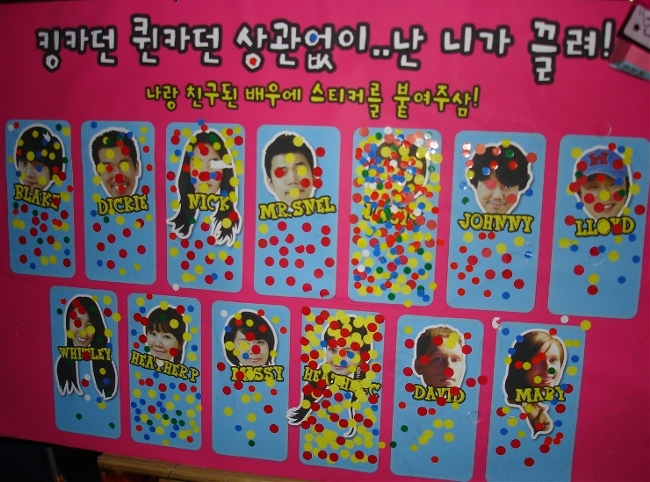 킹카던 퀸카던 상관없이..난 니가 끌려!
나랑 친구된 배우에 스티커를 붙여주삼!
BLAKE DICKIE NICK MR.SNEL JOHNNY LLOYD
WHITLEY HEATHER P MISSY HEATHER C DAVID MARY